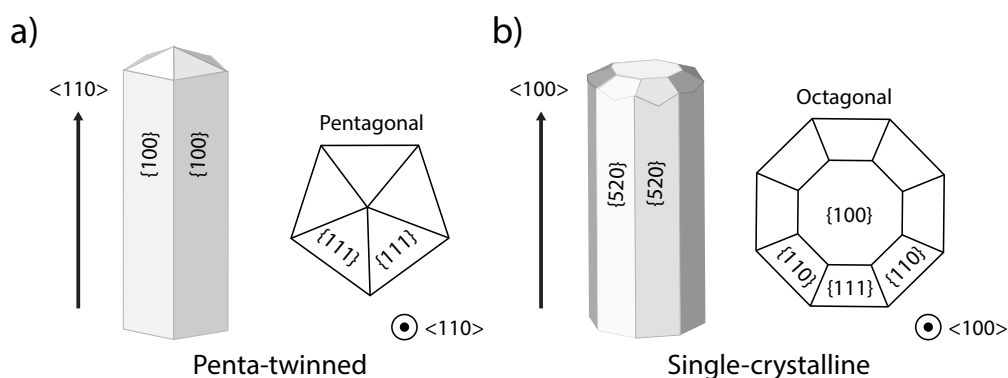 a)
<110>
{100}
{100}
Pentagonal
{111}
{111}
<110>
Penta-twinned
b)
<100>
{520}
{520}
Octagonal
{100}
{110}
{111}
{110}
<100>
Single-crystalline